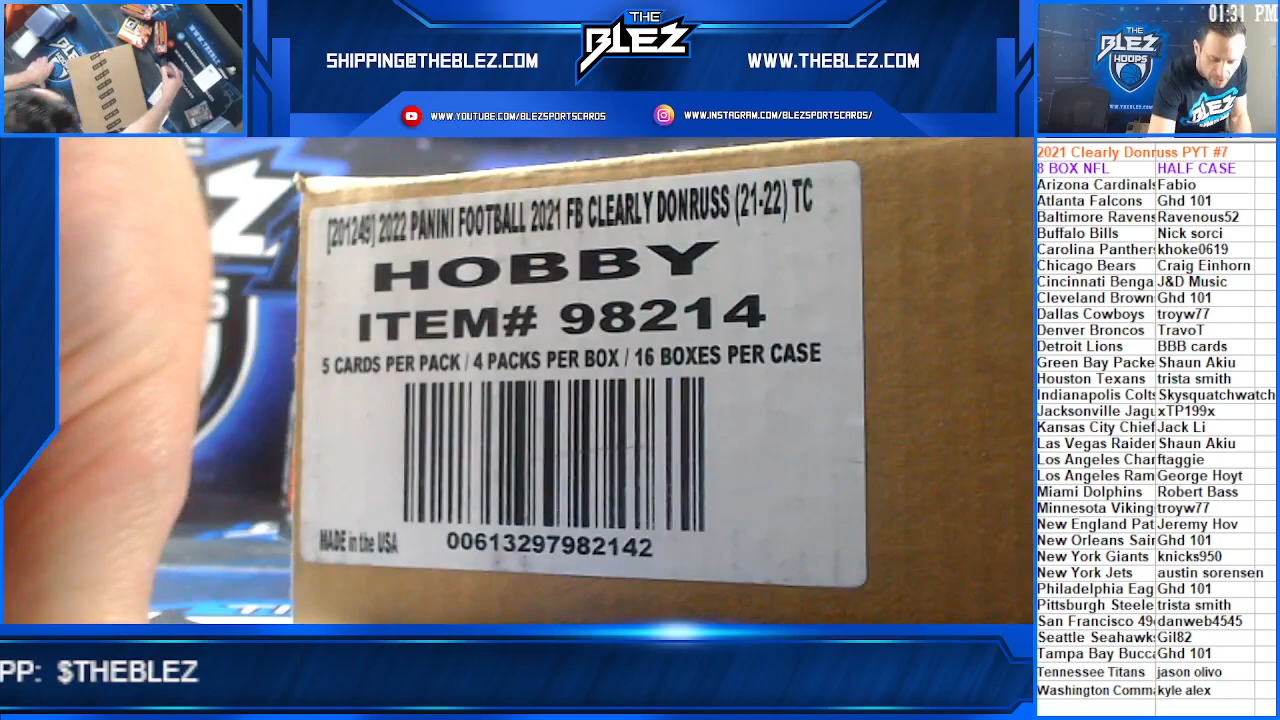 01:31 PM
THE
BLEZ
SHIPPING@THEBLEZ.COM
WWW.THEBLEZ.COM
WWW.YOUTUBE.COM/BLEZSPORTSCARDS
WWW.INSTAGRAM.COM/BLEZSPORTSCARDS/
THE
BLEZ
HOOPS
BLEZ
[201249] 2022 PANINI FOOTBALL 2021 FB CLEARLY DONRUSS (21-22) TC
HOBBY
ITEM# 98214
5 CARDS PER PACK / 4 PACKS PER BOX / 16 BOXES PER CASE
MADE in the USA
00613297982142
PP: $THEBLEZ
2021 Clearly Donruss PYT #7
8 BOX NFL HALF CASE
Arizona Cardinals Fabio
Atlanta Falcons Ghd 101
Baltimore Ravens Ravenous52
Buffalo Bills Nick sorci
Carolina Panther khoke0619
Chicago Bears Craig Einhorn
Cincinnati Benga J&D Music
Cleveland Brown Ghd 101
Dallas Cowboys troyw77
Denver Broncos TravoT
Detroit Lions BBB cards
Green Bay Packe Shaun Akiu
Houston Texans trista smith
Indianapolis Colts Skysquatchwatch
Jacksonville Jagu xTP199x
Kansas City Chief Jack Li
Las Vegas Raider Shaun Akiu
Los Angeles Char ftaggie
Los Angeles Ram George Hoyt
Miami Dolphins Robert Bass
Minnesota Viking troyw77
New England Pat Jeremy Hov
New Orleans Sain Ghd 101
New York Giants knicks950
New York Jets austin sorensen
Philadelphia Eag Ghd 101
Pittsburgh Steele trista smith
San Francisco 49 danweb4545
Seattle Seahawk Gil82
Tampa Bay Bucc Ghd 101
Tennessee Titans jason olivo
Washington Comm kyle alex